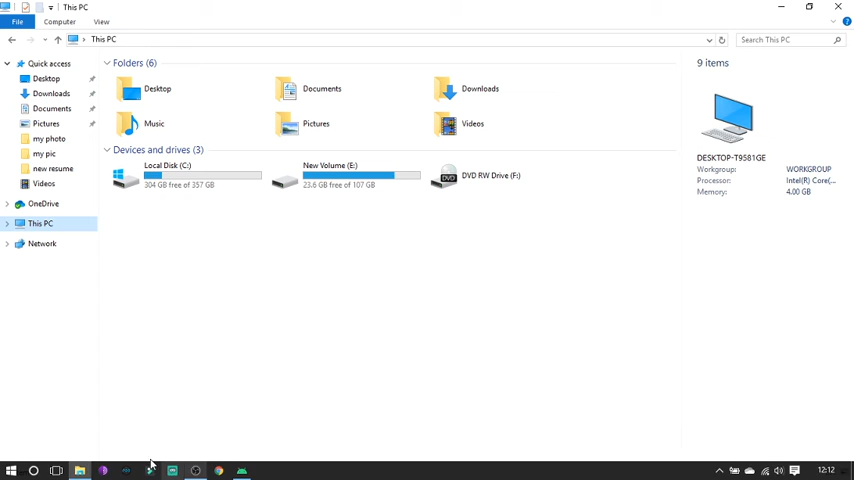 This PC
File Computer View
This PC Search This PC
Quick access
Desktop
Downloads
Documents
Pictures
my photo
my pic
new resume
Videos
OneDrive
This PC
Network
Folders (6)
Desktop Documents Downloads
Music Pictures Videos
Devices and drives (3)
Local Disk (C:) New Volume (E:) DVD RW Drive (F:)
304 GB free of 357 GB 23.6 GB free of 107 GB
DVD
9 items
DESKTOP-T9581GE
Workgroup: WORKGROUP
Processor: Intel(R) Core(...
Memory: 4.00 GB
12:12